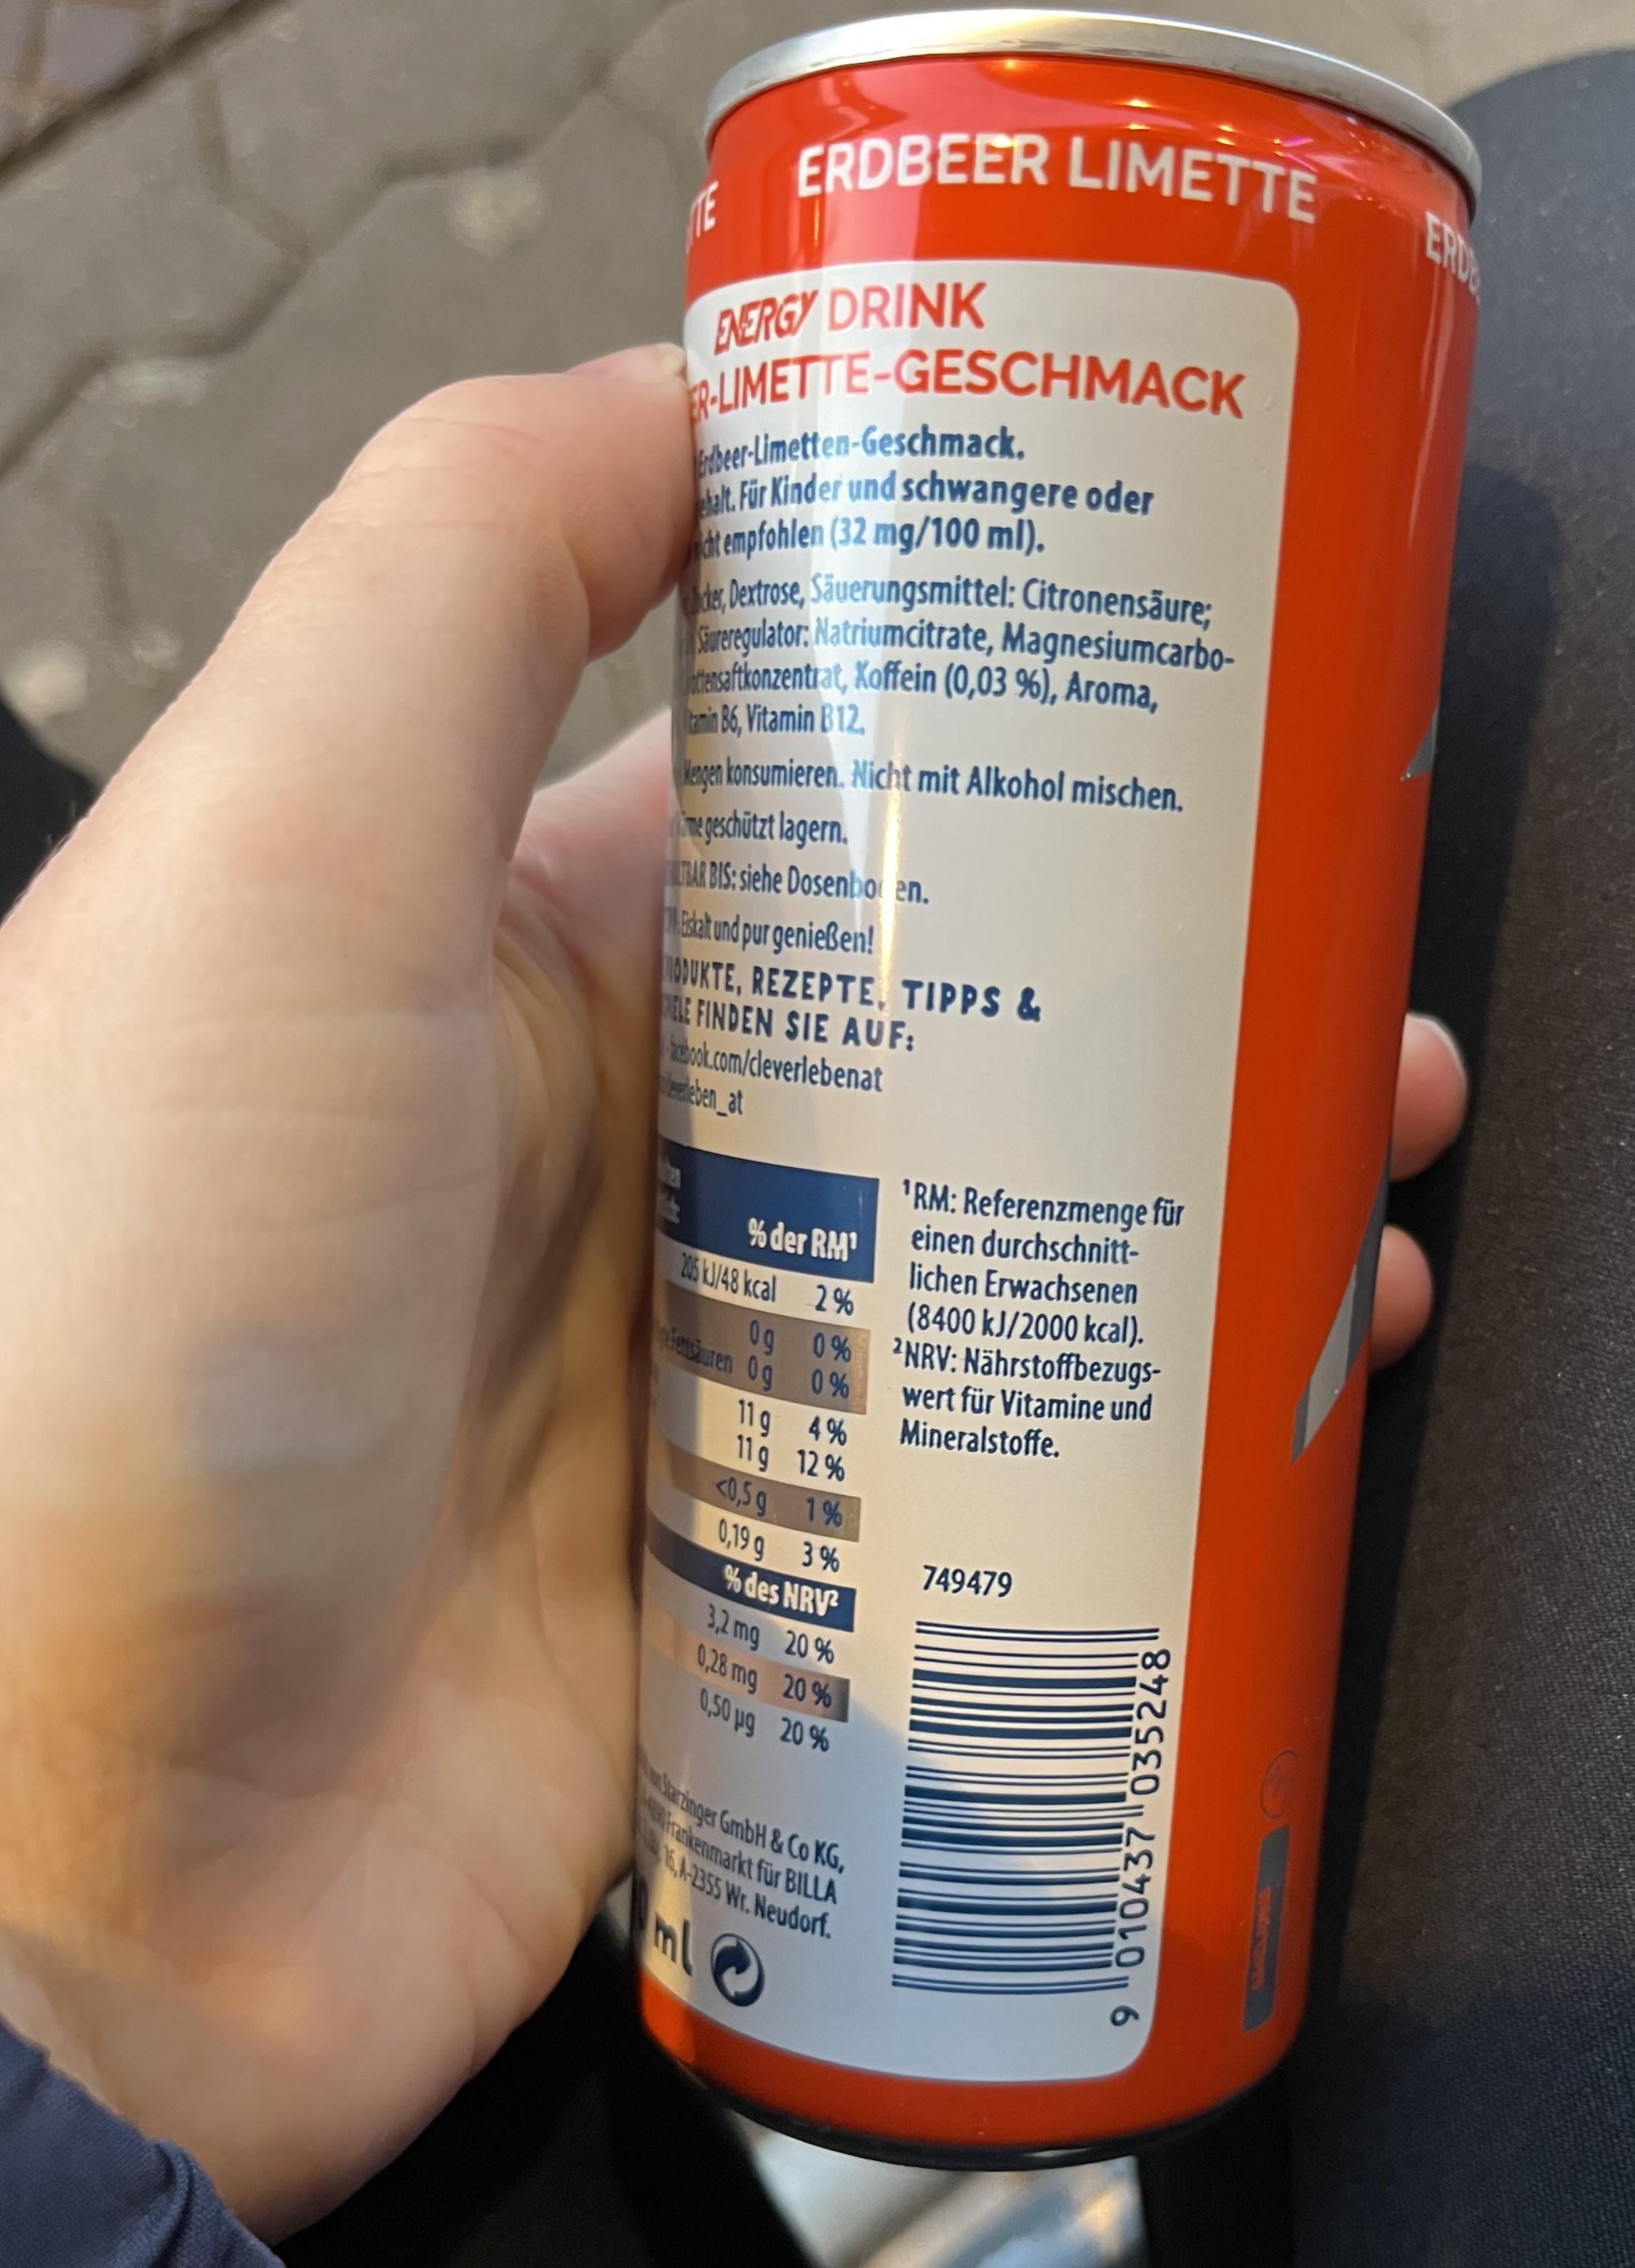 ERDBEER LIMETTE
ENERGY DRINK
-LIMETTE-GESCHMACK
Erdbeer-Limetten-Geschmack.
Für Kinder und schwangere oder
empfohlen (32 mg/100 ml).
Dextrose, Säuerungsmittel: Citronensäure;
Säureregulator: Natriumcitrate, Magnesiumcarbo-
Koffein (0,03 %), Aroma,
B6, Vitamin B12.
Mengen konsumieren. Nicht mit Alkohol mischen.
geschützt lagern.
BIS: siehe Dosenboden.
Eiskalt und pur genießen!
REZEPTE, TIPPS &
FINDEN SIE AUF:
facebook.com/cleverlebenat
_at
% der RM¹
205 kJ/48 kcal 2 %
0 g 0 %
Fettsäuren 0 g 0 %
11 g 4 %
11 g 12 %
<0,5 g 1 %
0,19 g 3 %
% des NRV²
3,2 mg 20 %
0,28 mg 20 %
0,50 µg 20 %
¹RM: Referenzmenge für
einen durchschnitt-
lichen Erwachsenen
(8400 kJ/2000 kcal).
²NRV: Nährstoffbezugs-
wert für Vitamine und
Mineralstoffe.
Starzinger GmbH & Co KG,
Frankenmarkt für BILLA
16, A-2355 Wr. Neudorf.
ml
749479
9 010437 035248